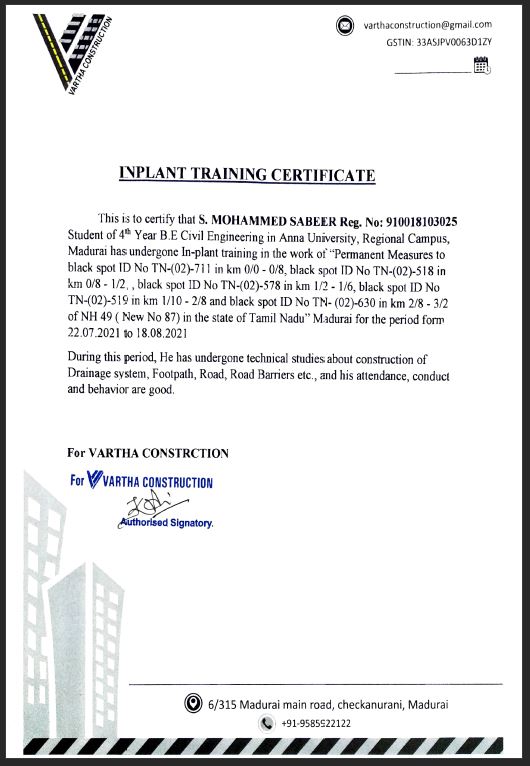 VARTHA CONSTRUCTION
varthaconstruction@gmail.com
GSTIN: 33ASJPV0063D1ZY
INPLANT TRAINING CERTIFICATE
This is to certify that S. MOHAMMED SABEER Reg. No: 910018103025
Student of 4th Year B.E Civil Engineering in Anna University, Regional Campus,
Madurai has undergone In-plant training in the work of “Permanent Measures to
black spot ID No TN-(02)-711 in km 0/0 - 0/8, black spot ID No TN-(02)-518 in
km 0/8 - 1/2, , black spot ID No TN-(02)-578 in km 1/2 - 1/6, black spot ID No
TN-(02)-519 in km 1/10 - 2/8 and black spot ID No TN- (02)-630 in km 2/8 - 3/2
of NH 49 ( New No 87) in the state of Tamil Nadu” Madurai for the period form
22.07.2021 to 18.08.2021
During this period, He has undergone technical studies about construction of
Drainage system, Footpath, Road, Road Barriers etc., and his attendance, conduct
and behavior are good.
For VARTHA CONSTRCTION
For VARTHA CONSTRUCTION
Authorised Signatory.
6/315 Madurai main road, checkanurani, Madurai
+91-9585522122